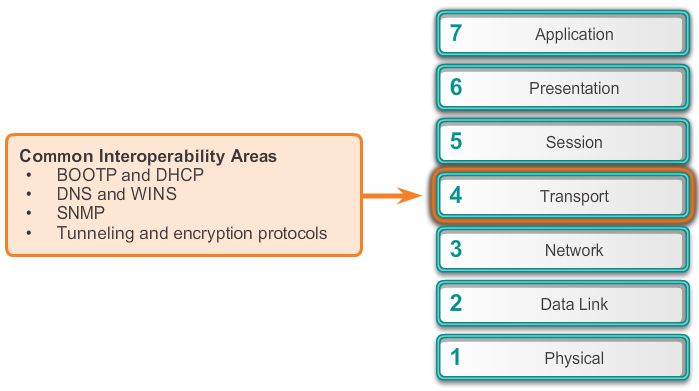 Common Interoperability Areas
• BOOTP and DHCP
• DNS and WINS
• SNMP
• Tunneling and encryption protocols
7 Application
6 Presentation
5 Session
4 Transport
3 Network
2 Data Link
1 Physical